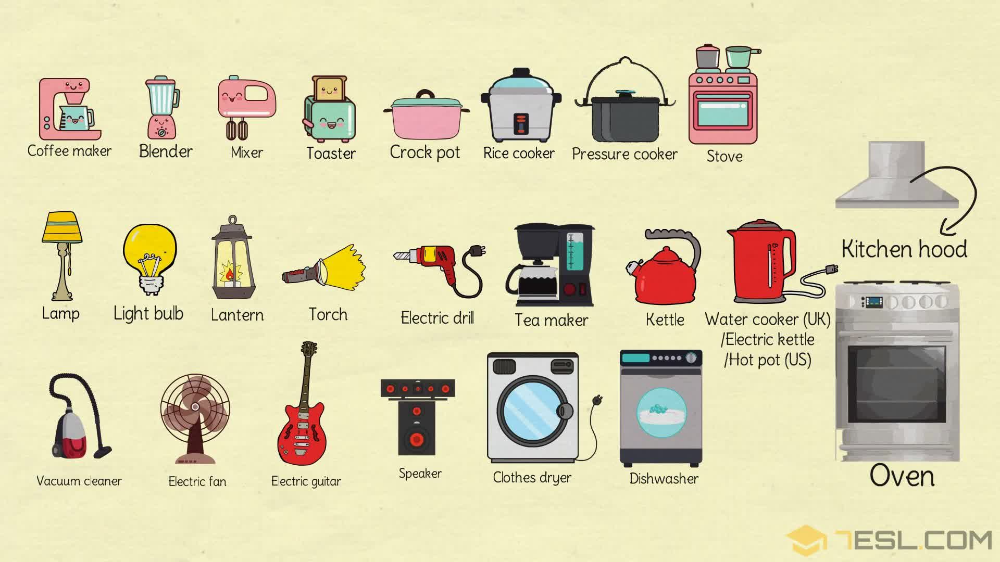 Coffee maker
Blender
Mixer
Toaster
Crock pot
Rice cooker
Pressure cooker
Stove
Kitchen hood
Lamp
Light bulb
Lantern
Torch
Electric drill
Tea maker
Kettle
Water cooker (UK)
/Electric kettle
/Hot pot (US)
Vacuum cleaner
Electric fan
Electric guitar
Speaker
Clothes dryer
Dishwasher
Oven
7ESL.COM